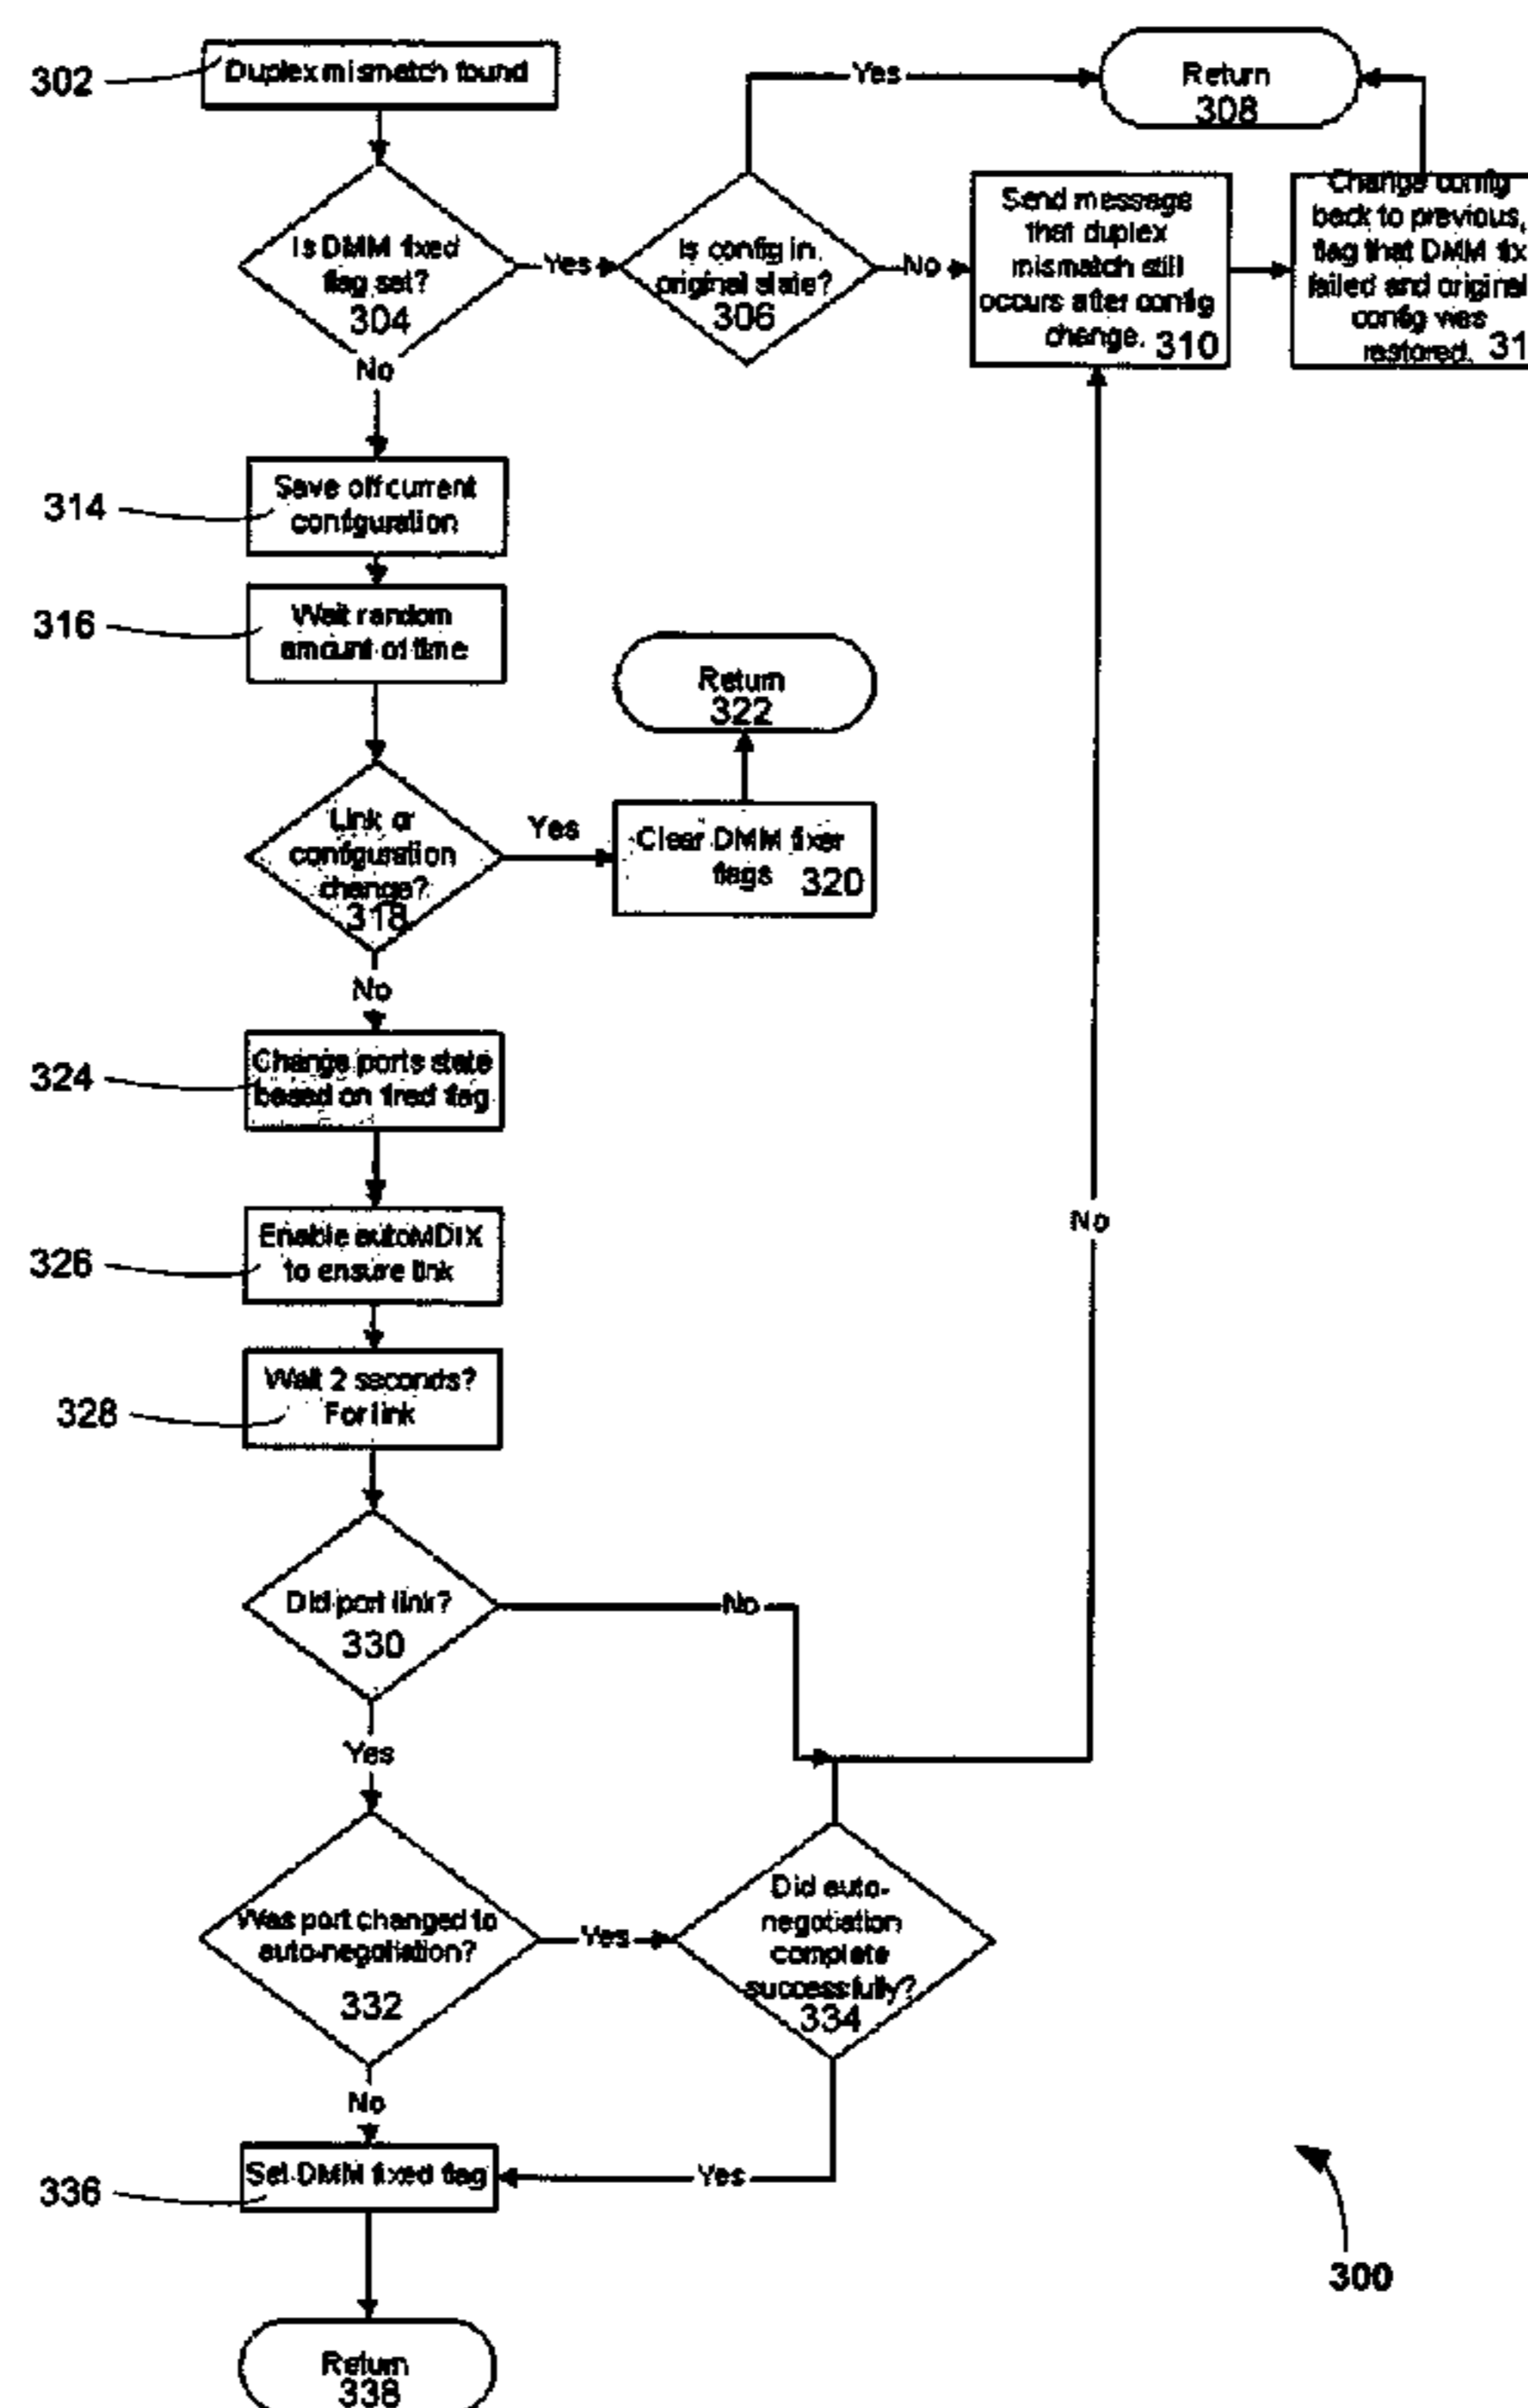 302
Duplex mismatch found
Yes
Return
308
Is DMM fixed
flag set?
304
Yes
Is config in
original state?
306
No
Send message
that duplex
mismatch still
occurs after config
change.
310
Change config
back to previous,
flag that DMM fix
failed and original
config was
restored.
31
No
314
Save off current
configuration
316
Wait random
amount of time
Return
322
Link or
configuration
change?
318
Yes
Clear DMM fixer
flags
320
No
324
Change ports state
based on fired flag
No
326
Enable autoMDIX
to ensure link
328
Wait 2 seconds?
For link
Did port link?
330
No
Yes
Was port changed to
auto-negotiation?
332
Yes
Did auto-
negotiation
complete
successfully?
334
No
336
Set DMM fixed flag
Yes
300
Return
338